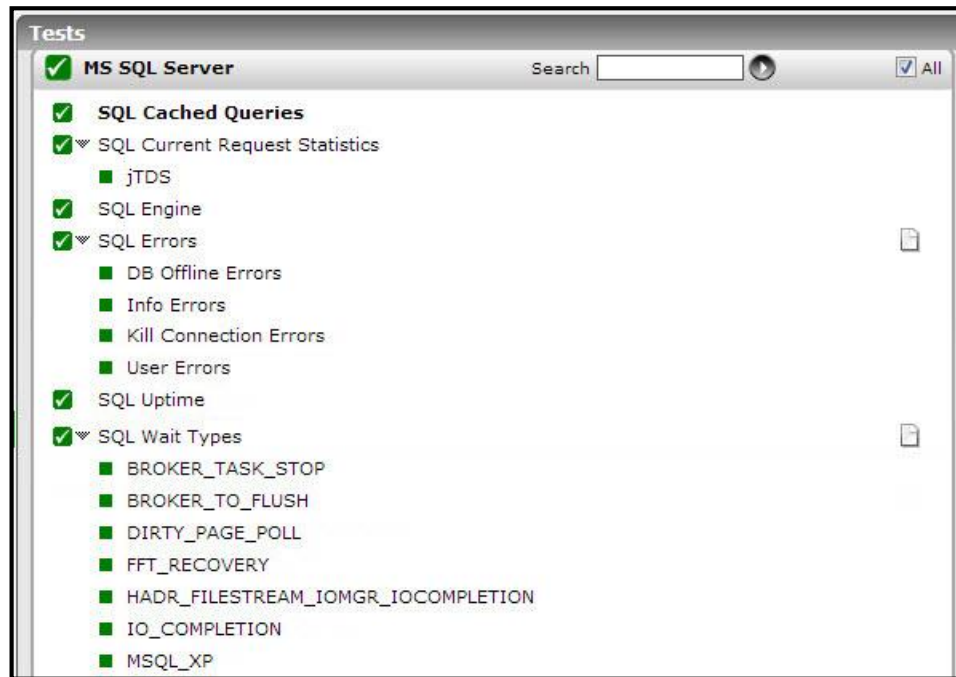 Tests
MS SQL Server Search All
SQL Cached Queries
SQL Current Request Statistics
jTDS
SQL Engine
SQL Errors
DB Offline Errors
Info Errors
Kill Connection Errors
User Errors
SQL Uptime
SQL Wait Types
BROKER_TASK_STOP
BROKER_TO_FLUSH
DIRTY_PAGE_POLL
FFT_RECOVERY
HADR_FILESTREAM_IOMGR_IOCOMPLETION
IO_COMPLETION
MSQL_XP